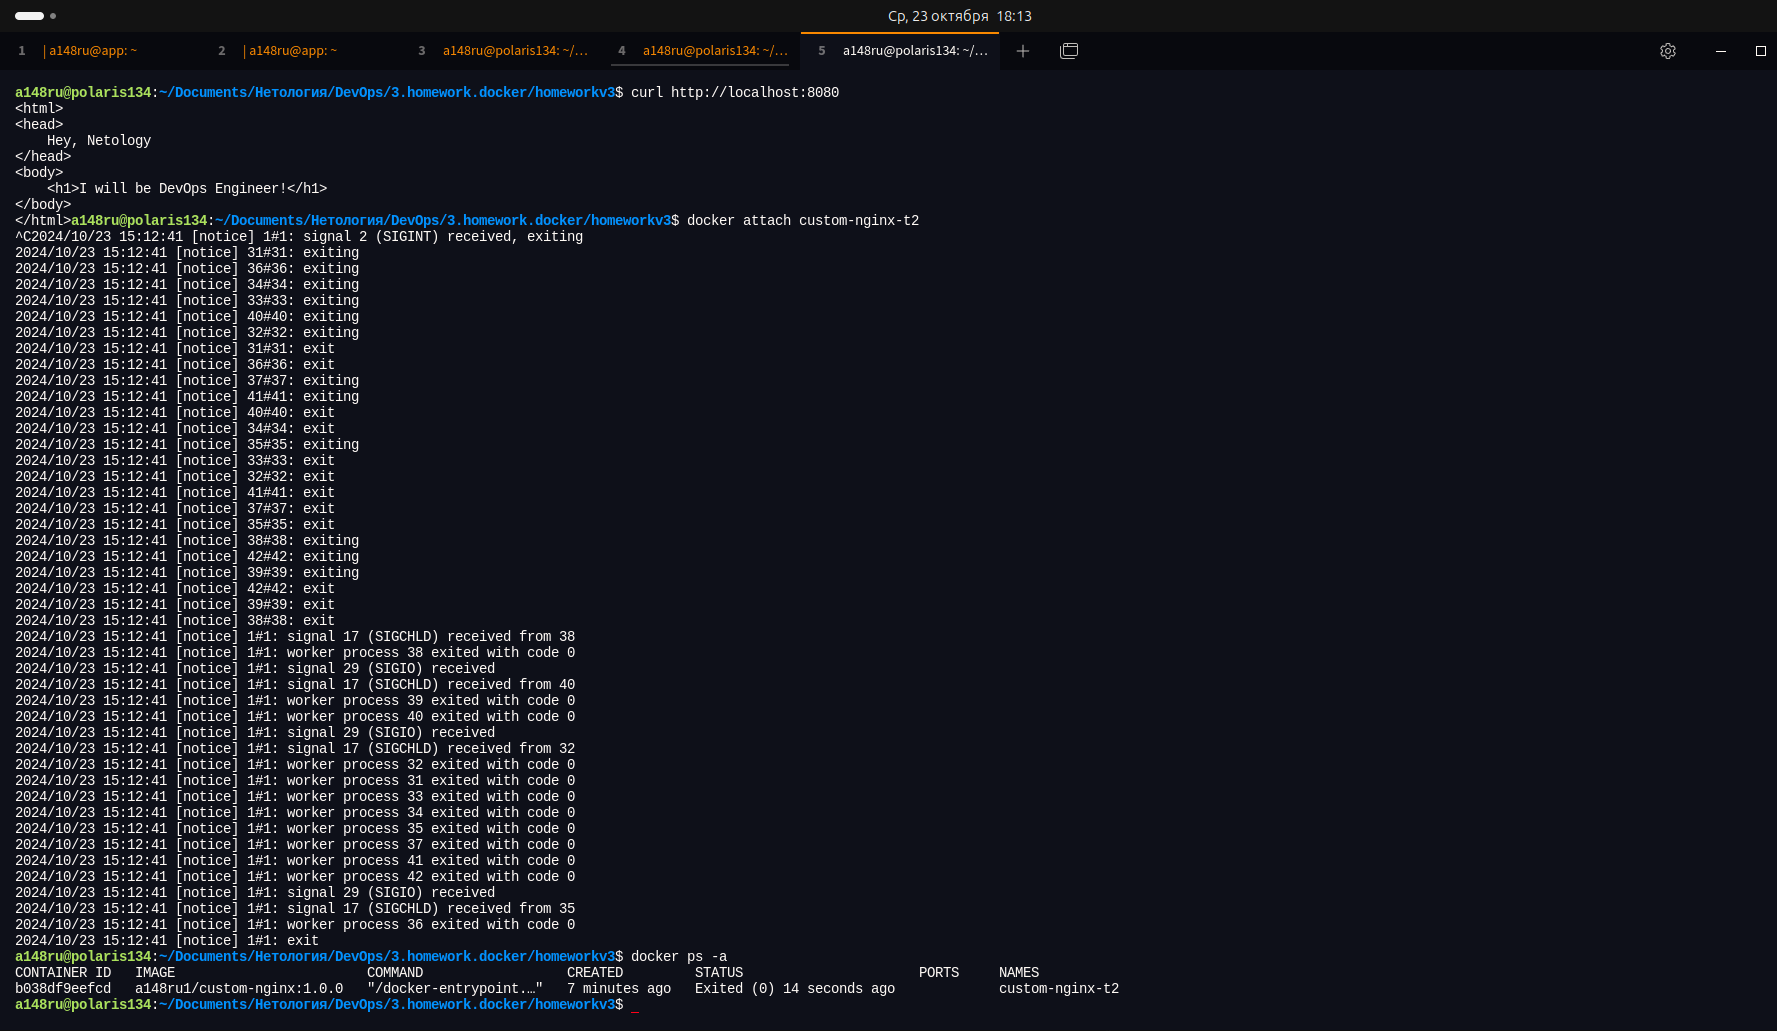 Ср, 23 октября 18:13
1 | a148ru@app: ~ 2 | a148ru@app: ~ 3 a148ru@polaris134: ~/... 4 a148ru@polaris134: ~/... 5 a148ru@polaris134: ~/...
a148ru@polaris134:~/Documents/Нетология/DevOps/3.homework.docker/homeworkv3$ curl http://localhost:8080
<html>
<head>
    Hey, Netology
</head>
<body>
    <h1>I will be DevOps Engineer!</h1>
</body>
</html>a148ru@polaris134:~/Documents/Нетология/DevOps/3.homework.docker/homeworkv3$ docker attach custom-nginx-t2
^C2024/10/23 15:12:41 [notice] 1#1: signal 2 (SIGINT) received, exiting
2024/10/23 15:12:41 [notice] 31#31: exiting
2024/10/23 15:12:41 [notice] 36#36: exiting
2024/10/23 15:12:41 [notice] 34#34: exiting
2024/10/23 15:12:41 [notice] 33#33: exiting
2024/10/23 15:12:41 [notice] 40#40: exiting
2024/10/23 15:12:41 [notice] 32#32: exiting
2024/10/23 15:12:41 [notice] 31#31: exit
2024/10/23 15:12:41 [notice] 36#36: exit
2024/10/23 15:12:41 [notice] 37#37: exiting
2024/10/23 15:12:41 [notice] 41#41: exiting
2024/10/23 15:12:41 [notice] 40#40: exit
2024/10/23 15:12:41 [notice] 34#34: exit
2024/10/23 15:12:41 [notice] 35#35: exiting
2024/10/23 15:12:41 [notice] 33#33: exit
2024/10/23 15:12:41 [notice] 32#32: exit
2024/10/23 15:12:41 [notice] 41#41: exit
2024/10/23 15:12:41 [notice] 37#37: exit
2024/10/23 15:12:41 [notice] 35#35: exit
2024/10/23 15:12:41 [notice] 38#38: exiting
2024/10/23 15:12:41 [notice] 42#42: exiting
2024/10/23 15:12:41 [notice] 39#39: exiting
2024/10/23 15:12:41 [notice] 42#42: exit
2024/10/23 15:12:41 [notice] 39#39: exit
2024/10/23 15:12:41 [notice] 38#38: exit
2024/10/23 15:12:41 [notice] 1#1: signal 17 (SIGCHLD) received from 38
2024/10/23 15:12:41 [notice] 1#1: worker process 38 exited with code 0
2024/10/23 15:12:41 [notice] 1#1: signal 29 (SIGIO) received
2024/10/23 15:12:41 [notice] 1#1: signal 17 (SIGCHLD) received from 40
2024/10/23 15:12:41 [notice] 1#1: worker process 39 exited with code 0
2024/10/23 15:12:41 [notice] 1#1: worker process 40 exited with code 0
2024/10/23 15:12:41 [notice] 1#1: signal 29 (SIGIO) received
2024/10/23 15:12:41 [notice] 1#1: signal 17 (SIGCHLD) received from 32
2024/10/23 15:12:41 [notice] 1#1: worker process 32 exited with code 0
2024/10/23 15:12:41 [notice] 1#1: worker process 31 exited with code 0
2024/10/23 15:12:41 [notice] 1#1: worker process 33 exited with code 0
2024/10/23 15:12:41 [notice] 1#1: worker process 34 exited with code 0
2024/10/23 15:12:41 [notice] 1#1: worker process 35 exited with code 0
2024/10/23 15:12:41 [notice] 1#1: worker process 37 exited with code 0
2024/10/23 15:12:41 [notice] 1#1: worker process 41 exited with code 0
2024/10/23 15:12:41 [notice] 1#1: worker process 42 exited with code 0
2024/10/23 15:12:41 [notice] 1#1: signal 29 (SIGIO) received
2024/10/23 15:12:41 [notice] 1#1: signal 17 (SIGCHLD) received from 35
2024/10/23 15:12:41 [notice] 1#1: worker process 36 exited with code 0
2024/10/23 15:12:41 [notice] 1#1: exit
a148ru@polaris134:~/Documents/Нетология/DevOps/3.homework.docker/homeworkv3$ docker ps -a
CONTAINER ID   IMAGE                        COMMAND                  CREATED         STATUS                      PORTS     NAMES
b038df9eefcd   a148ru1/custom-nginx:1.0.0   "/docker-entrypoint.…"   7 minutes ago   Exited (0) 14 seconds ago             custom-nginx-t2
a148ru@polaris134:~/Documents/Нетология/DevOps/3.homework.docker/homeworkv3$ _